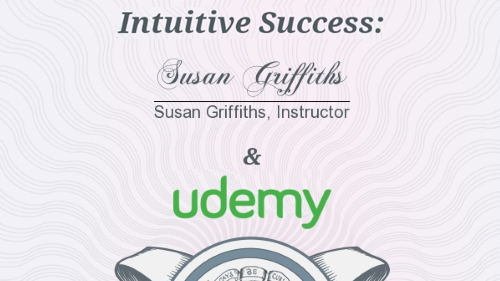 Intuitive Success:
Susan Griffiths
Susan Griffiths, Instructor
&
udemy